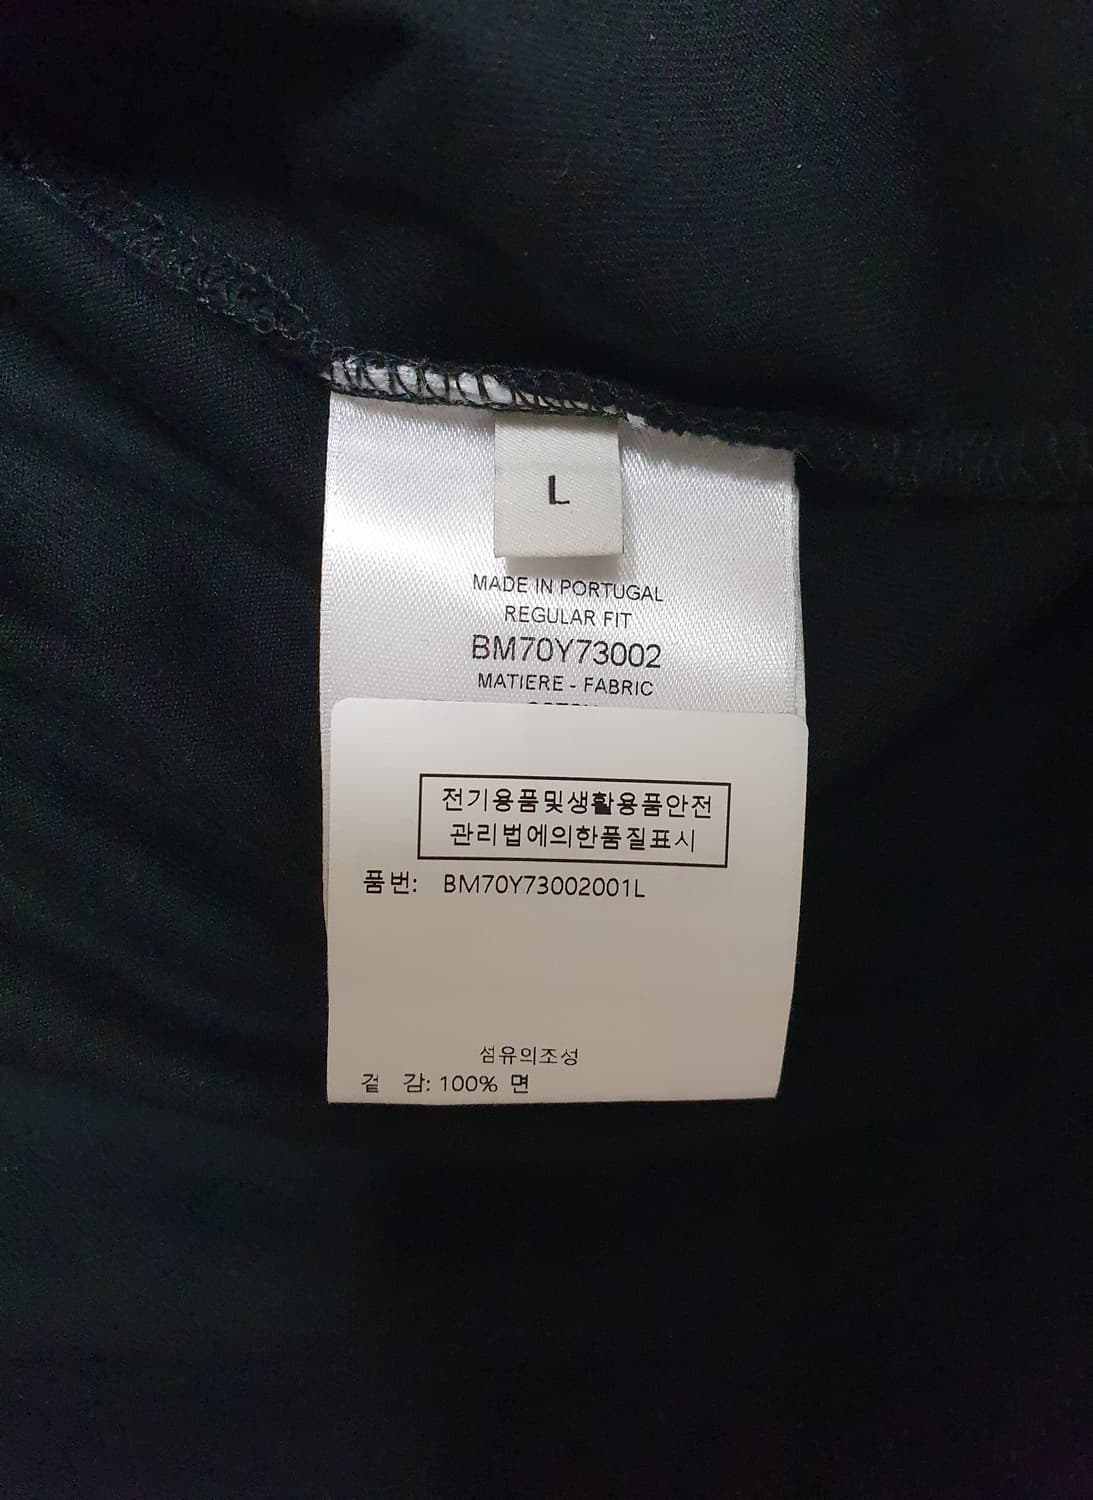 L
MADE IN PORTUGAL
REGULAR FIT
BM70Y73002
MATIERE - FABRIC
전기용품및생활용품안전
관리법에의한품질표시
품번: BM70Y73002001L
섬유의조성
겉 감: 100% 면